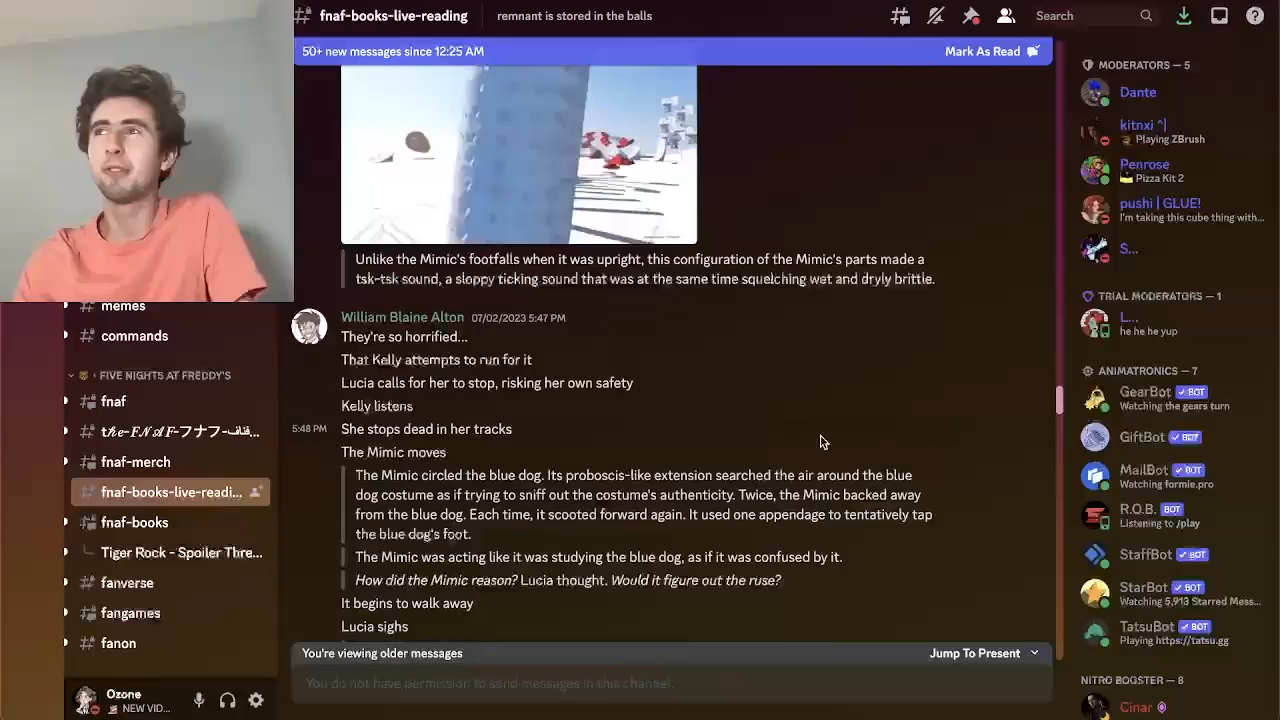 fnaf-books-live-reading
remnant is stored in the balls
Search
50+ new messages since 12:25 AM
Mark As Read
Unlike the Mimic's footfalls when it was upright, this configuration of the Mimic's parts made a
tsk-tsk sound, a sloppy ticking sound that was at the same time squelching wet and dryly brittle.
William Blaine Alton 07/02/2023 5:47 PM
They're so horrified...
That Kelly attempts to run for it
Lucia calls for her to stop, risking her own safety
Kelly listens
5:48 PM She stops dead in her tracks
The Mimic moves
The Mimic circled the blue dog. Its proboscis-like extension searched the air around the blue
dog costume as if trying to sniff out the costume's authenticity. Twice, the Mimic backed away
from the blue dog. Each time, it scooted forward again. It used one appendage to tentatively tap
the blue dog's foot.
The Mimic was acting like it was studying the blue dog, as if it was confused by it.
How did the Mimic reason? Lucia thought. Would it figure out the ruse?
It begins to walk away
Lucia sighs
You're viewing older messages
Jump To Present
You do not have permission to send messages in this channel.
memes
commands
FIVE NIGHTS AT FREDDY'S
fnaf
fnaf-merch
fnaf-books-live-readi...
fnaf-books
Tiger Rock - Spoiler Thre...
fanverse
fangames
fanon
Ozone
NEW VID...
MODERATORS — 5
Dante
kitnxi ^|
Playing ZBrush
Penrose
Pizza Kit 2
pushi | GLUE!
I'm taking this cube thing with...
S...
TRIAL MODERATORS — 1
L...
he he he yup
ANIMATRONICS — 7
GearBot BOT
Watching the gears turn
GiftBot BOT
MailBot BOT
Watching formie.pro
R.O.B. BOT
Listening to /play
StaffBot BOT
StarBot BOT
Watching 5,913 Starred Mess...
TatsuBot BOT
Playing https://tatsu.gg
NITRO BOOSTER — 8
Cinar